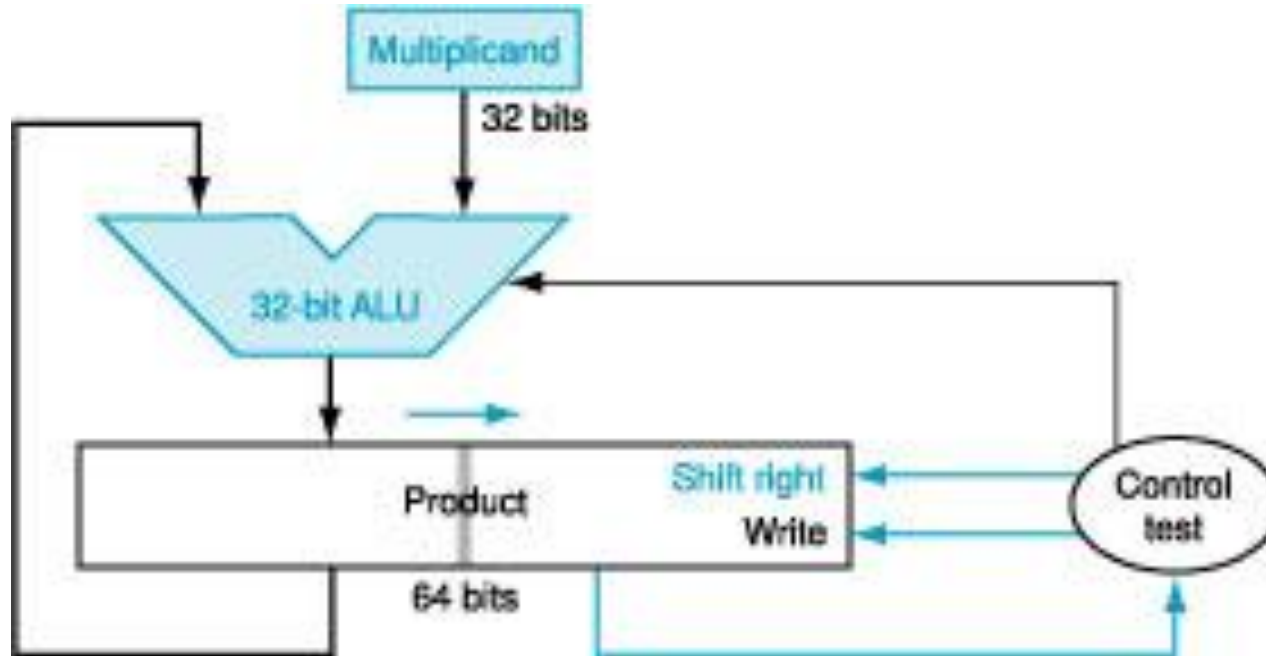 Multiplicand
32 bits
32-bit ALU
Product
Shift right
Write
64 bits
Control
test